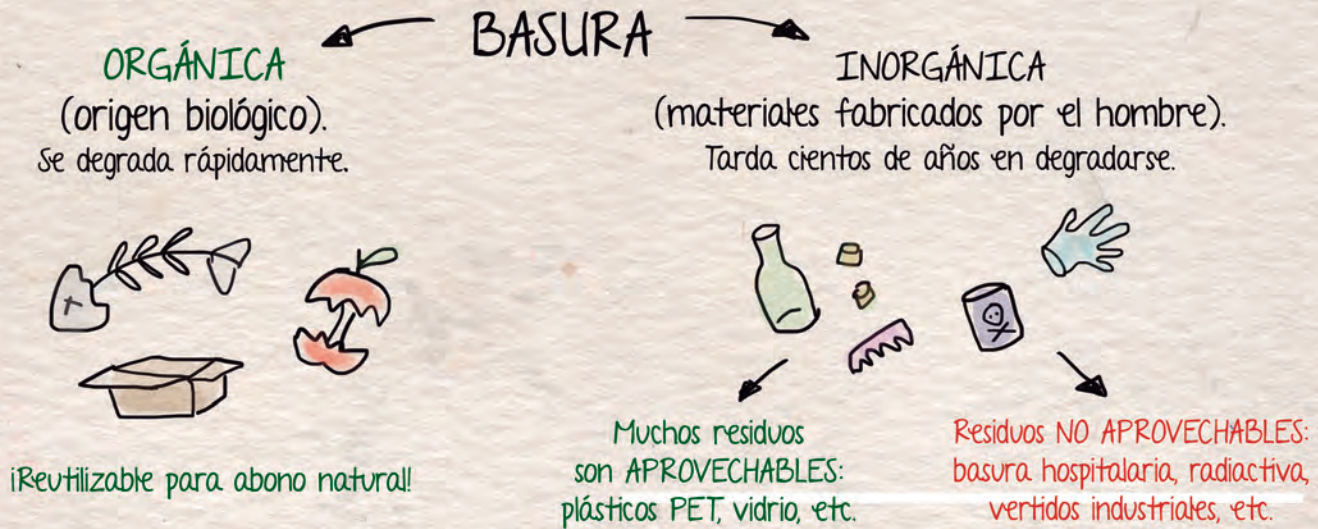 BASURA
ORGÁNICA
(origen biológico).
Se degrada rápidamente.
¡Reutilizable para abono natural!
INORGÁNICA
(materiales fabricados por el hombre).
Tarda cientos de años en degradarse.
Muchos residuos
son APROVECHABLES:
plásticos PET, vidrio, etc.
Residuos NO APROVECHABLES:
basura hospitalaria, radiactiva,
vertidos industriales, etc.